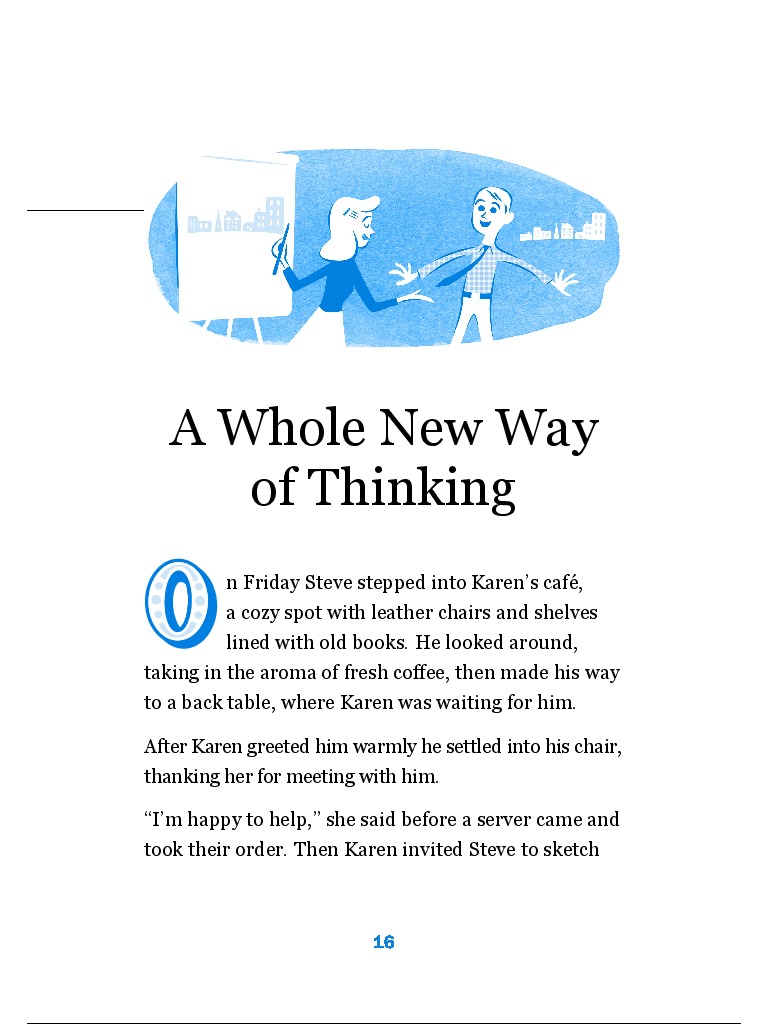 A Whole New Way
of Thinking
On Friday Steve stepped into Karen’s café,
a cozy spot with leather chairs and shelves
lined with old books. He looked around,
taking in the aroma of fresh coffee, then made his way
to a back table, where Karen was waiting for him.
After Karen greeted him warmly he settled into his chair,
thanking her for meeting with him.
“I’m happy to help,” she said before a server came and
took their order. Then Karen invited Steve to sketch
16